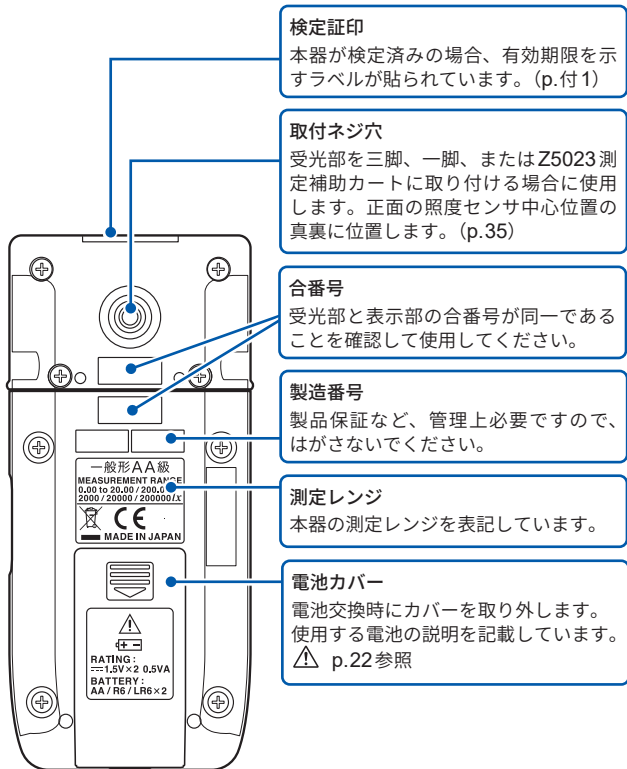 検定証印
本器が検定済みの場合、有効期限を示
すラベルが貼られています。（p.付1）
取付ネジ穴
受光部を三脚、一脚、またはZ5023測
定補助カートに取り付ける場合に使用
します。正面の照度センサ中心位置の
真裏に位置します。（p.35）
合番号
受光部と表示部の合番号が同一である
ことを確認して使用してください。
製造番号
製品保証など、管理上必要ですので、
はがさないでください。
測定レンジ
本器の測定レンジを表記しています。
電池カバー
電池交換時にカバーを取り外します。
使用する電池の説明を記載しています。
⚠ p.22参照
一般形AA級
MEASUREMENT RANGE
0.00 to 20.00 / 200.0
2000 / 20000 / 200000lx
CE
MADE IN JAPAN
RATING :
1.5V×2 0.5VA
BATTERY :
AA / R6 / LR6×2